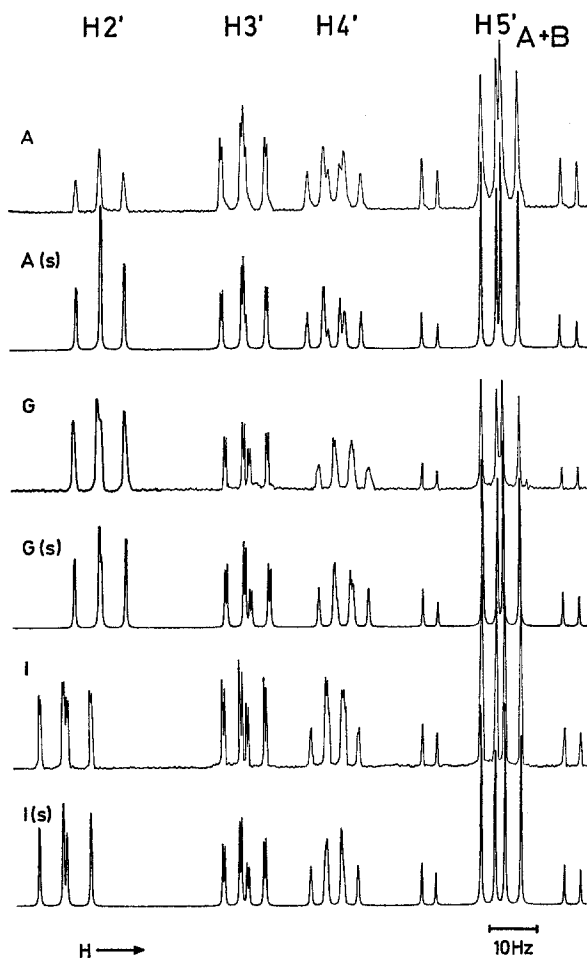 H2' H3' H4' H5' A+B
A
A(s)
G
G(s)
I
I(s)
H →
10Hz